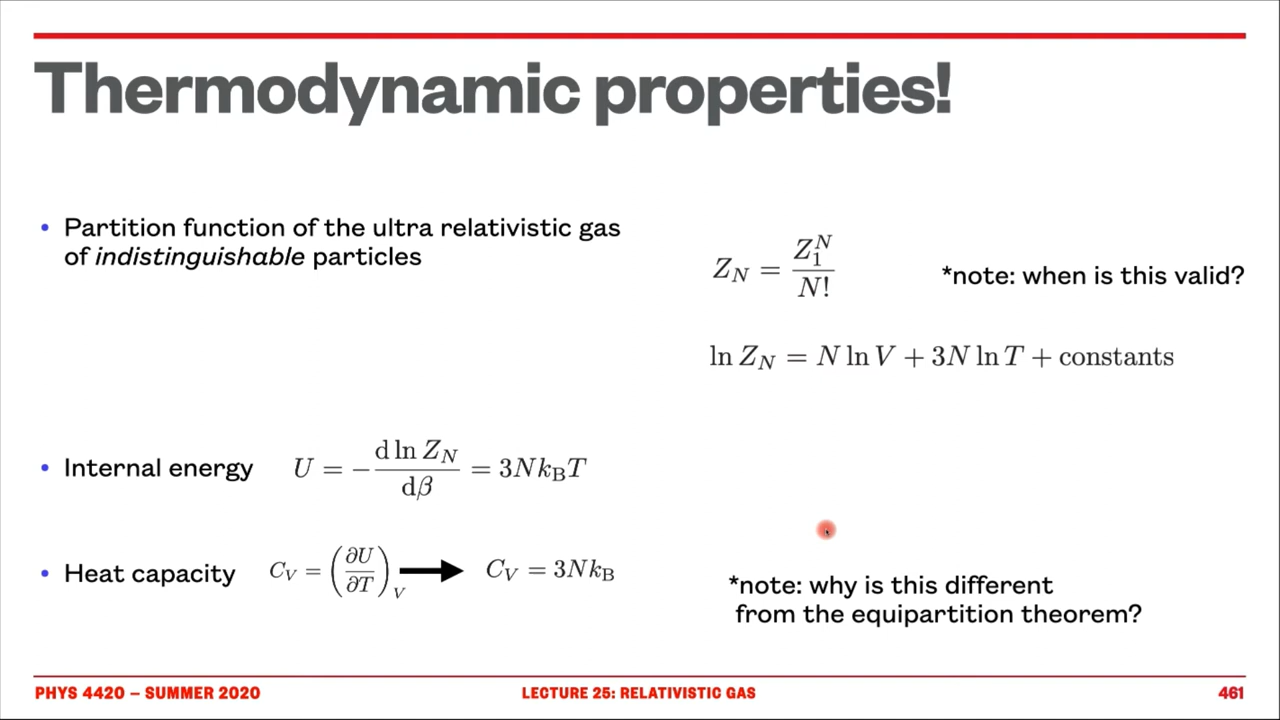 Thermodynamic properties!
• Partition function of the ultra relativistic gas
of indistinguishable particles
Z_N = Z_1^N / N!
*note: when is this valid?
ln Z_N = N ln V + 3N ln T + constants
• Internal energy U = − d ln Z_N / dβ = 3Nk_BT
• Heat capacity C_V = (∂U/∂T)_V → C_V = 3Nk_B
*note: why is this different
from the equipartition theorem?
PHYS 4420 – SUMMER 2020 LECTURE 25: RELATIVISTIC GAS 461